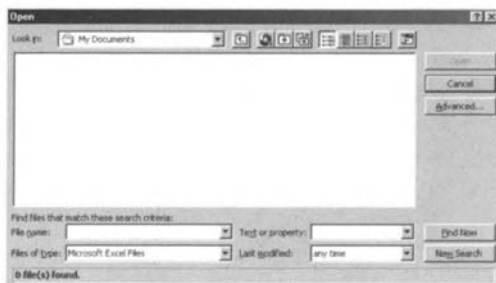 Open
Look in: My Documents
Open
Cancel
Advanced...
Find files that match these search criteria:
File name: Text or property: Find Now
Files of type: Microsoft Excel Files Last modified: any time New Search
0 file(s) found.